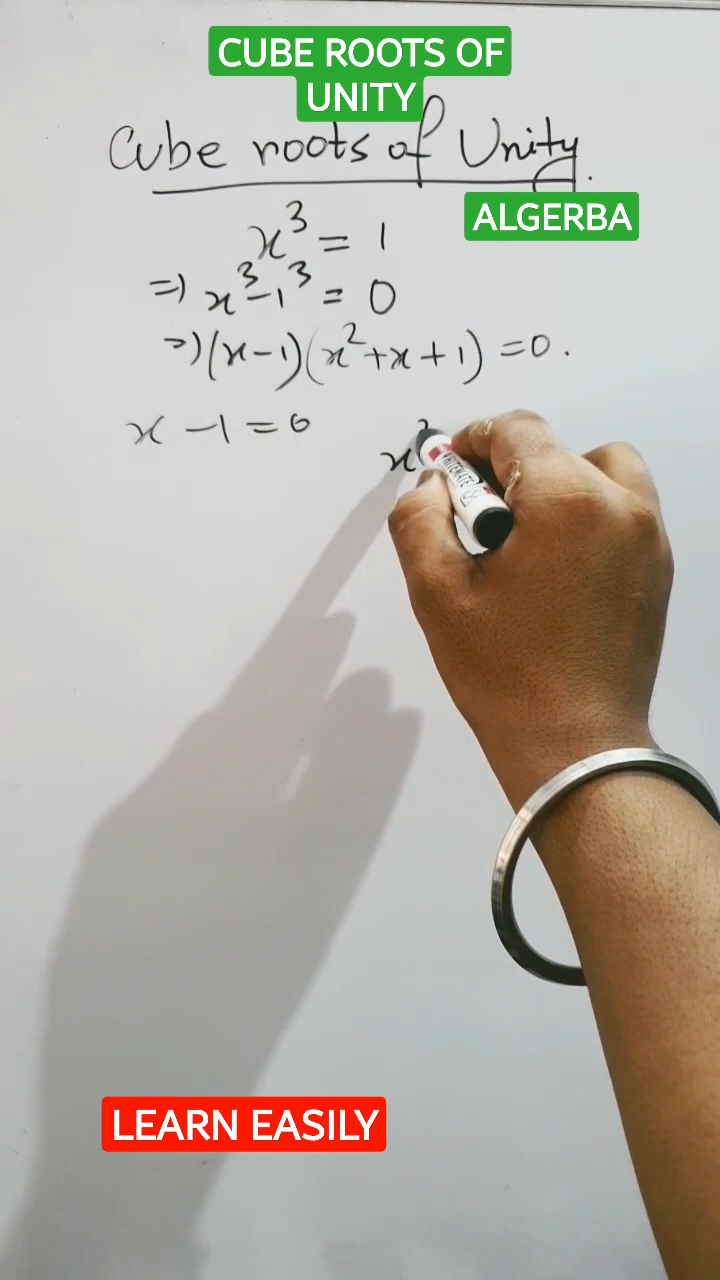 CUBE ROOTS OF
UNITY
Cube roots of Unity.
ALGERBA
x³ = 1
⇒ x³-1³ = 0
⇒ (x-1)(x²+x+1) = 0.
x - 1 = 0
x²
LEARN EASILY